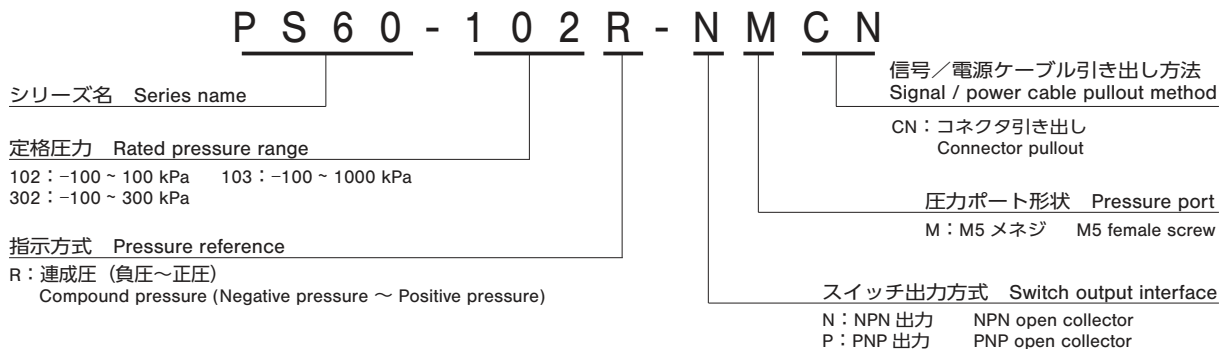 PS60-102R-NMCN
シリーズ名 Series name
定格圧力 Rated pressure range
102：−100 ~ 100 kPa 103：−100 ~ 1000 kPa
302：−100 ~ 300 kPa
指示方式 Pressure reference
R：連成圧（負圧～正圧）
Compound pressure (Negative pressure ～ Positive pressure)
信号／電源ケーブル引き出し方法
Signal / power cable pullout method
CN：コネクタ引き出し
Connector pullout
圧力ポート形状 Pressure port
M：M5 メネジ M5 female screw
スイッチ出力方式 Switch output interface
N：NPN 出力 NPN open collector
P：PNP 出力 PNP open collector